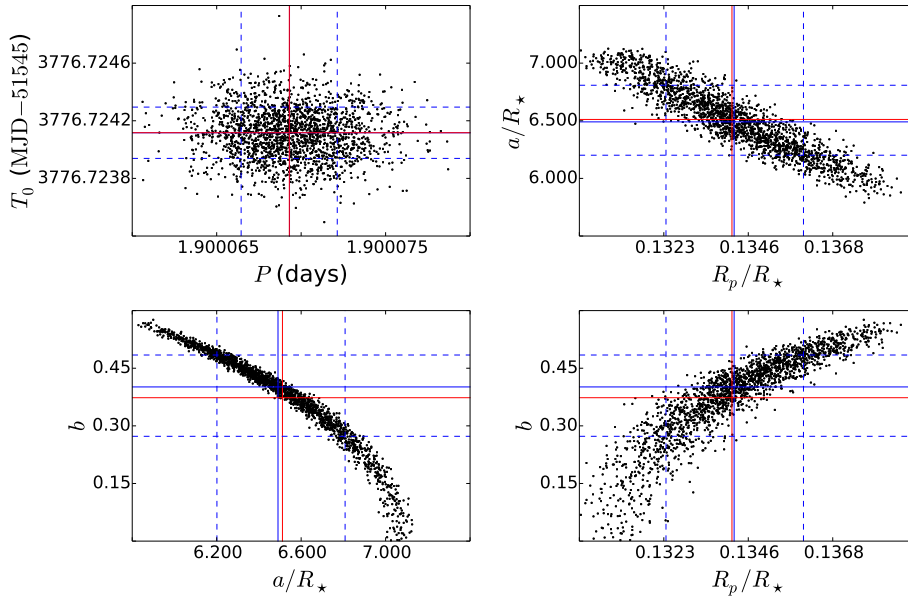 T₀ (MJD−51545)
3776.7246
3776.7242
3776.7238
1.900065
1.900075
P (days)
a/R⋆
7.000
6.500
6.000
0.1323
0.1346
0.1368
Rp/R⋆
b
0.45
0.30
0.15
6.200
6.600
7.000
a/R⋆
b
0.45
0.30
0.15
0.1323
0.1346
0.1368
Rp/R⋆